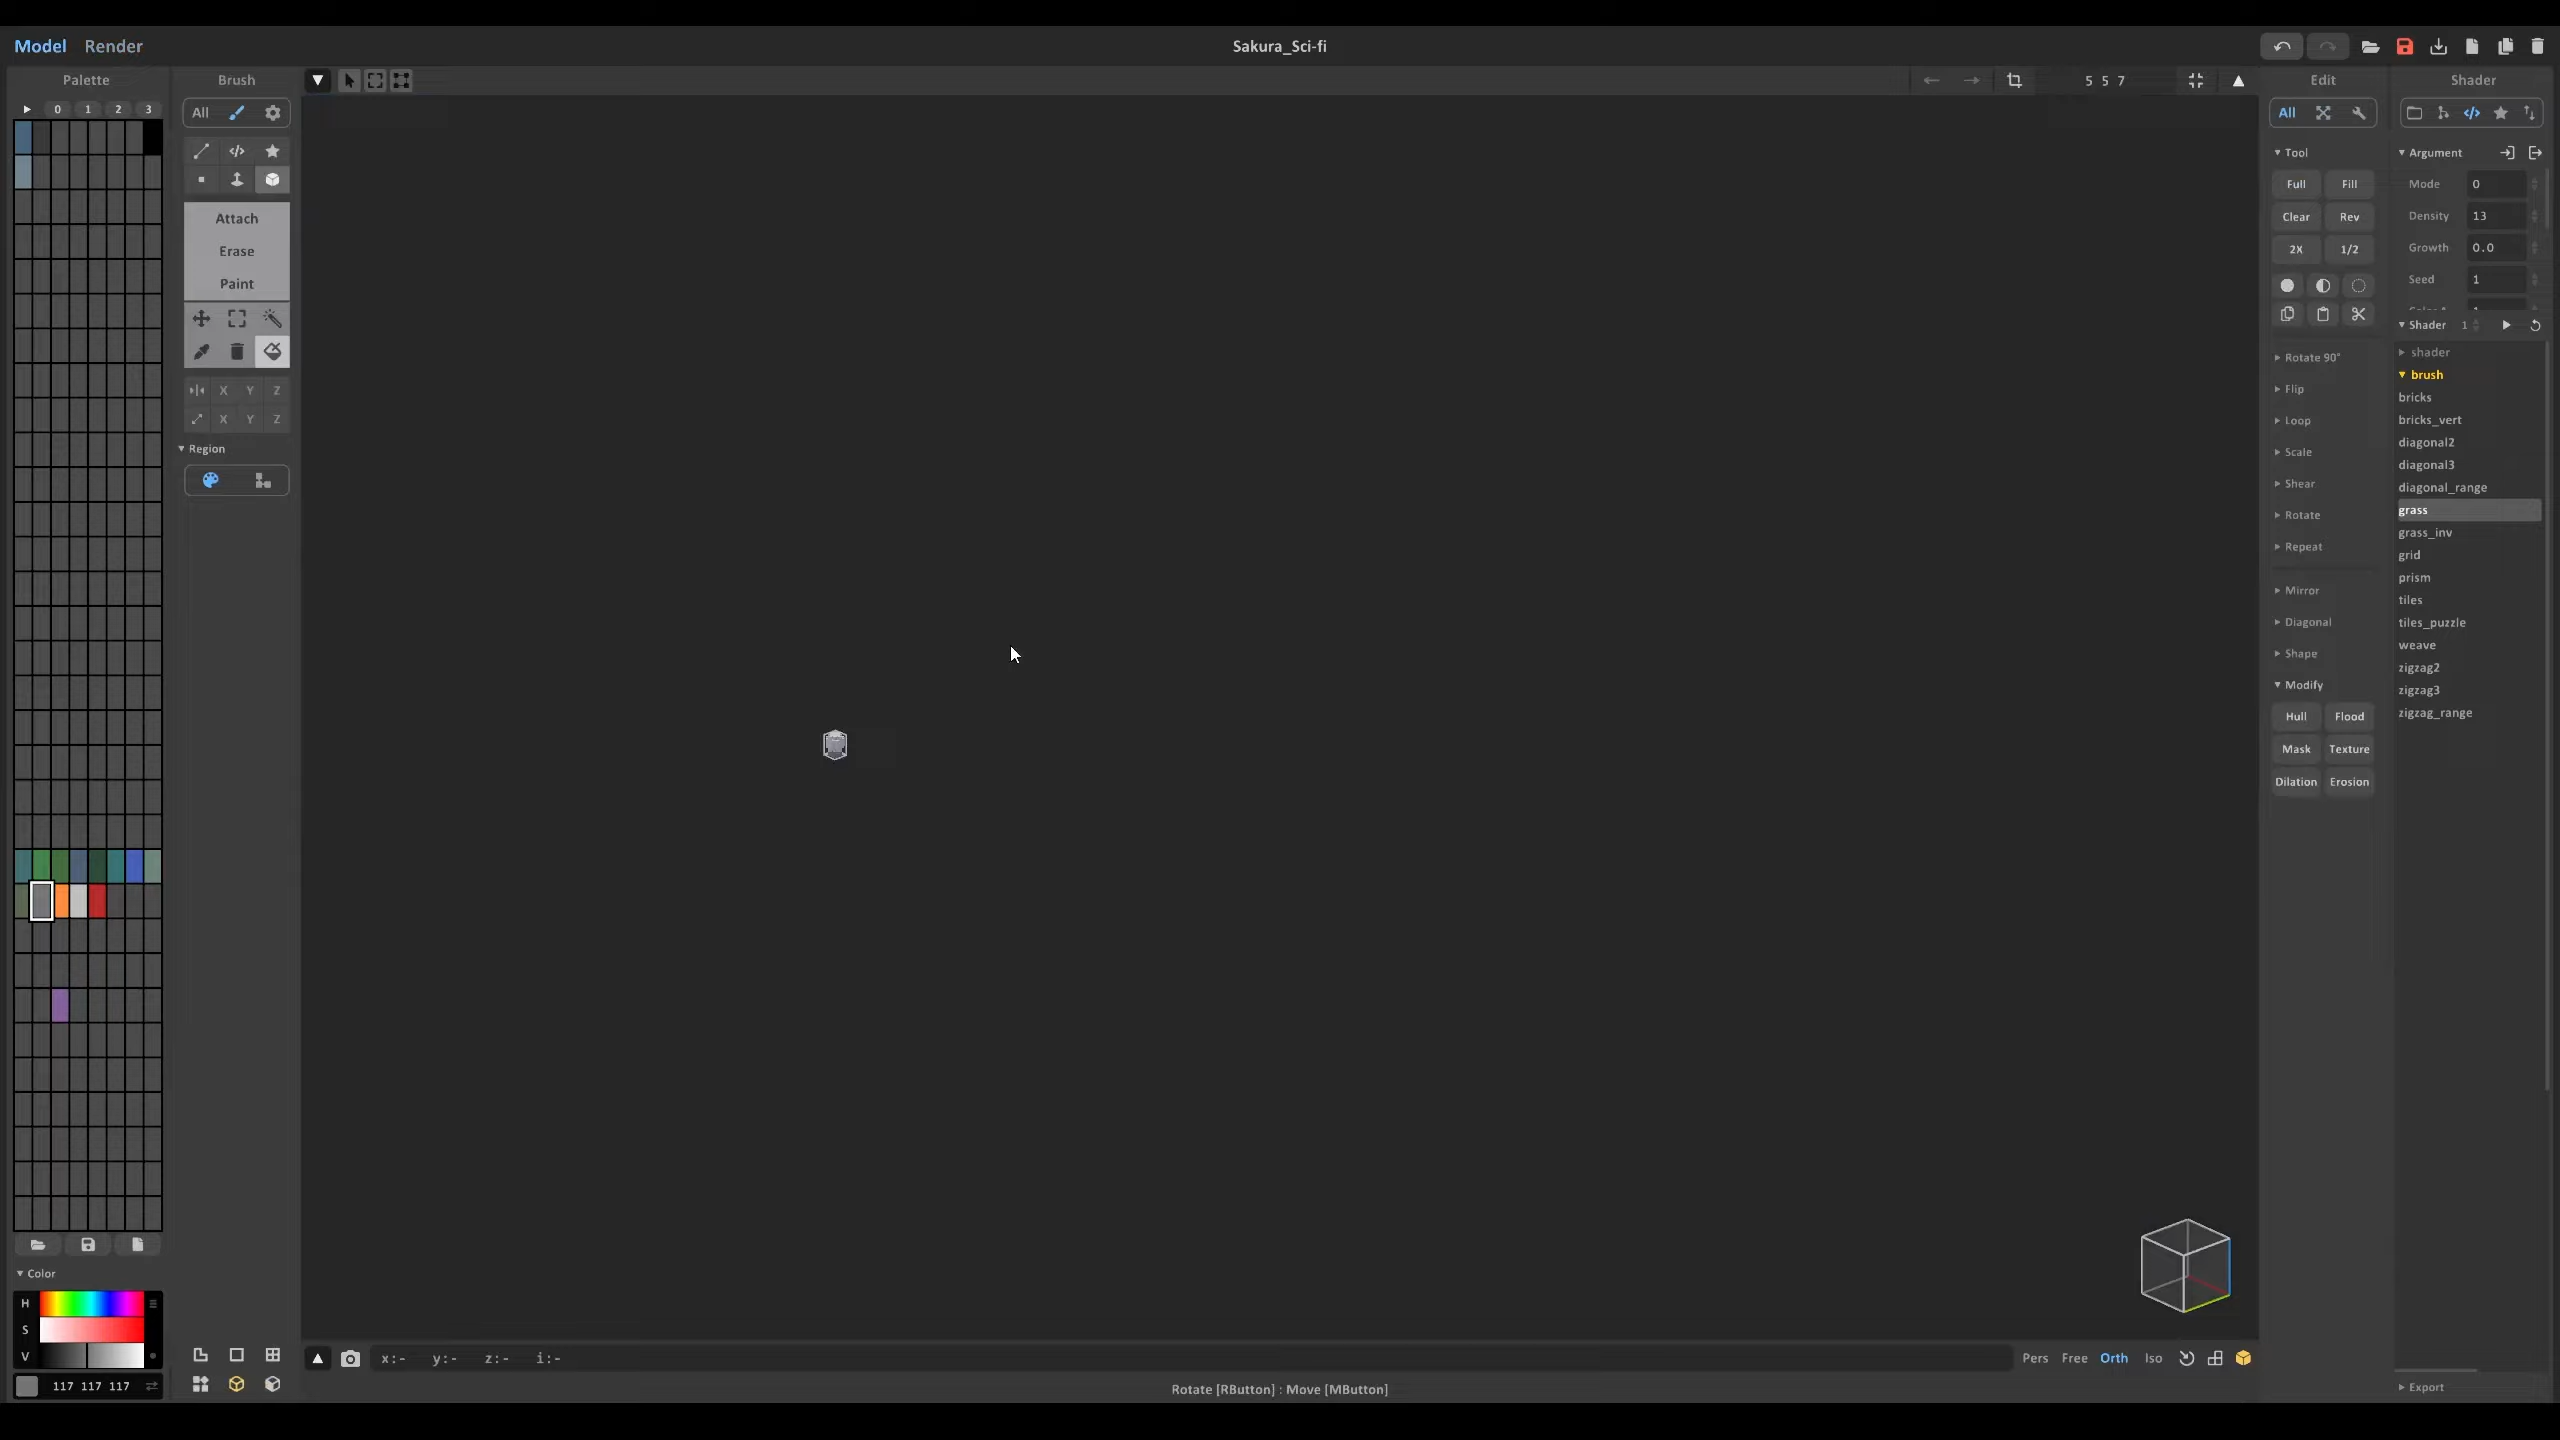 Model Render
Sakura_Sci-fi
Palette
Brush
5 5 7
Edit
Shader
0 1 2 3
All
All
Tool
Full Fill
Clear Rev
2X 1/2
Rotate 90°
Flip
Loop
Scale
Shear
Rotate
Repeat
Mirror
Diagonal
Shape
Modify
Hull Flood
Mask Texture
Dilation Erosion
Argument
Mode 0
Density 13
Growth 0.0
Seed 1
Shader 1
shader
brush
bricks
bricks_vert
diagonal2
diagonal3
diagonal_range
grass
grass_inv
grid
prism
tiles
tiles_puzzle
weave
zigzag2
zigzag3
zigzag_range
Export
Attach
Erase
Paint
X Y Z
X Y Z
Region
Color
H
S
V
117 117 117
x:- y:- z:- i:-
Pers Free Orth Iso
Rotate [RButton] : Move [MButton]